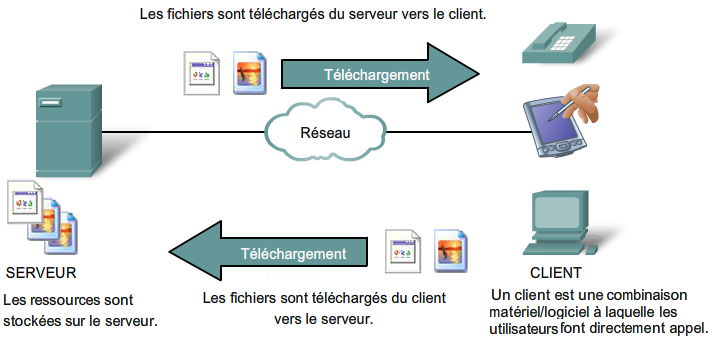 Les fichiers sont téléchargés du serveur vers le client.
Téléchargement
Réseau
Téléchargement
SERVEUR
Les ressources sont
stockées sur le serveur.
Les fichiers sont téléchargés du client
vers le serveur.
CLIENT
Un client est une combinaison
matériel/logiciel à laquelle les
utilisateurs font directement appel.